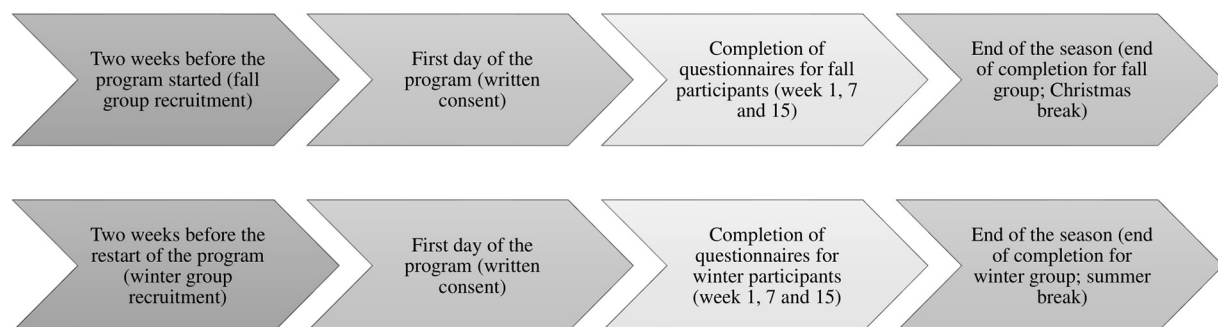 Two weeks before the
program started (fall
group recruitment)
First day of the
program (written
consent)
Completion of
questionnaires for fall
participants (week 1, 7
and 15)
End of the season (end
of completion for fall
group; Christmas
break)
Two weeks before the
restart of the program
(winter group
recruitment)
First day of the
program (written
consent)
Completion of
questionnaires for
winter participants
(week 1, 7 and 15)
End of the season (end
of completion for
winter group; summer
break)